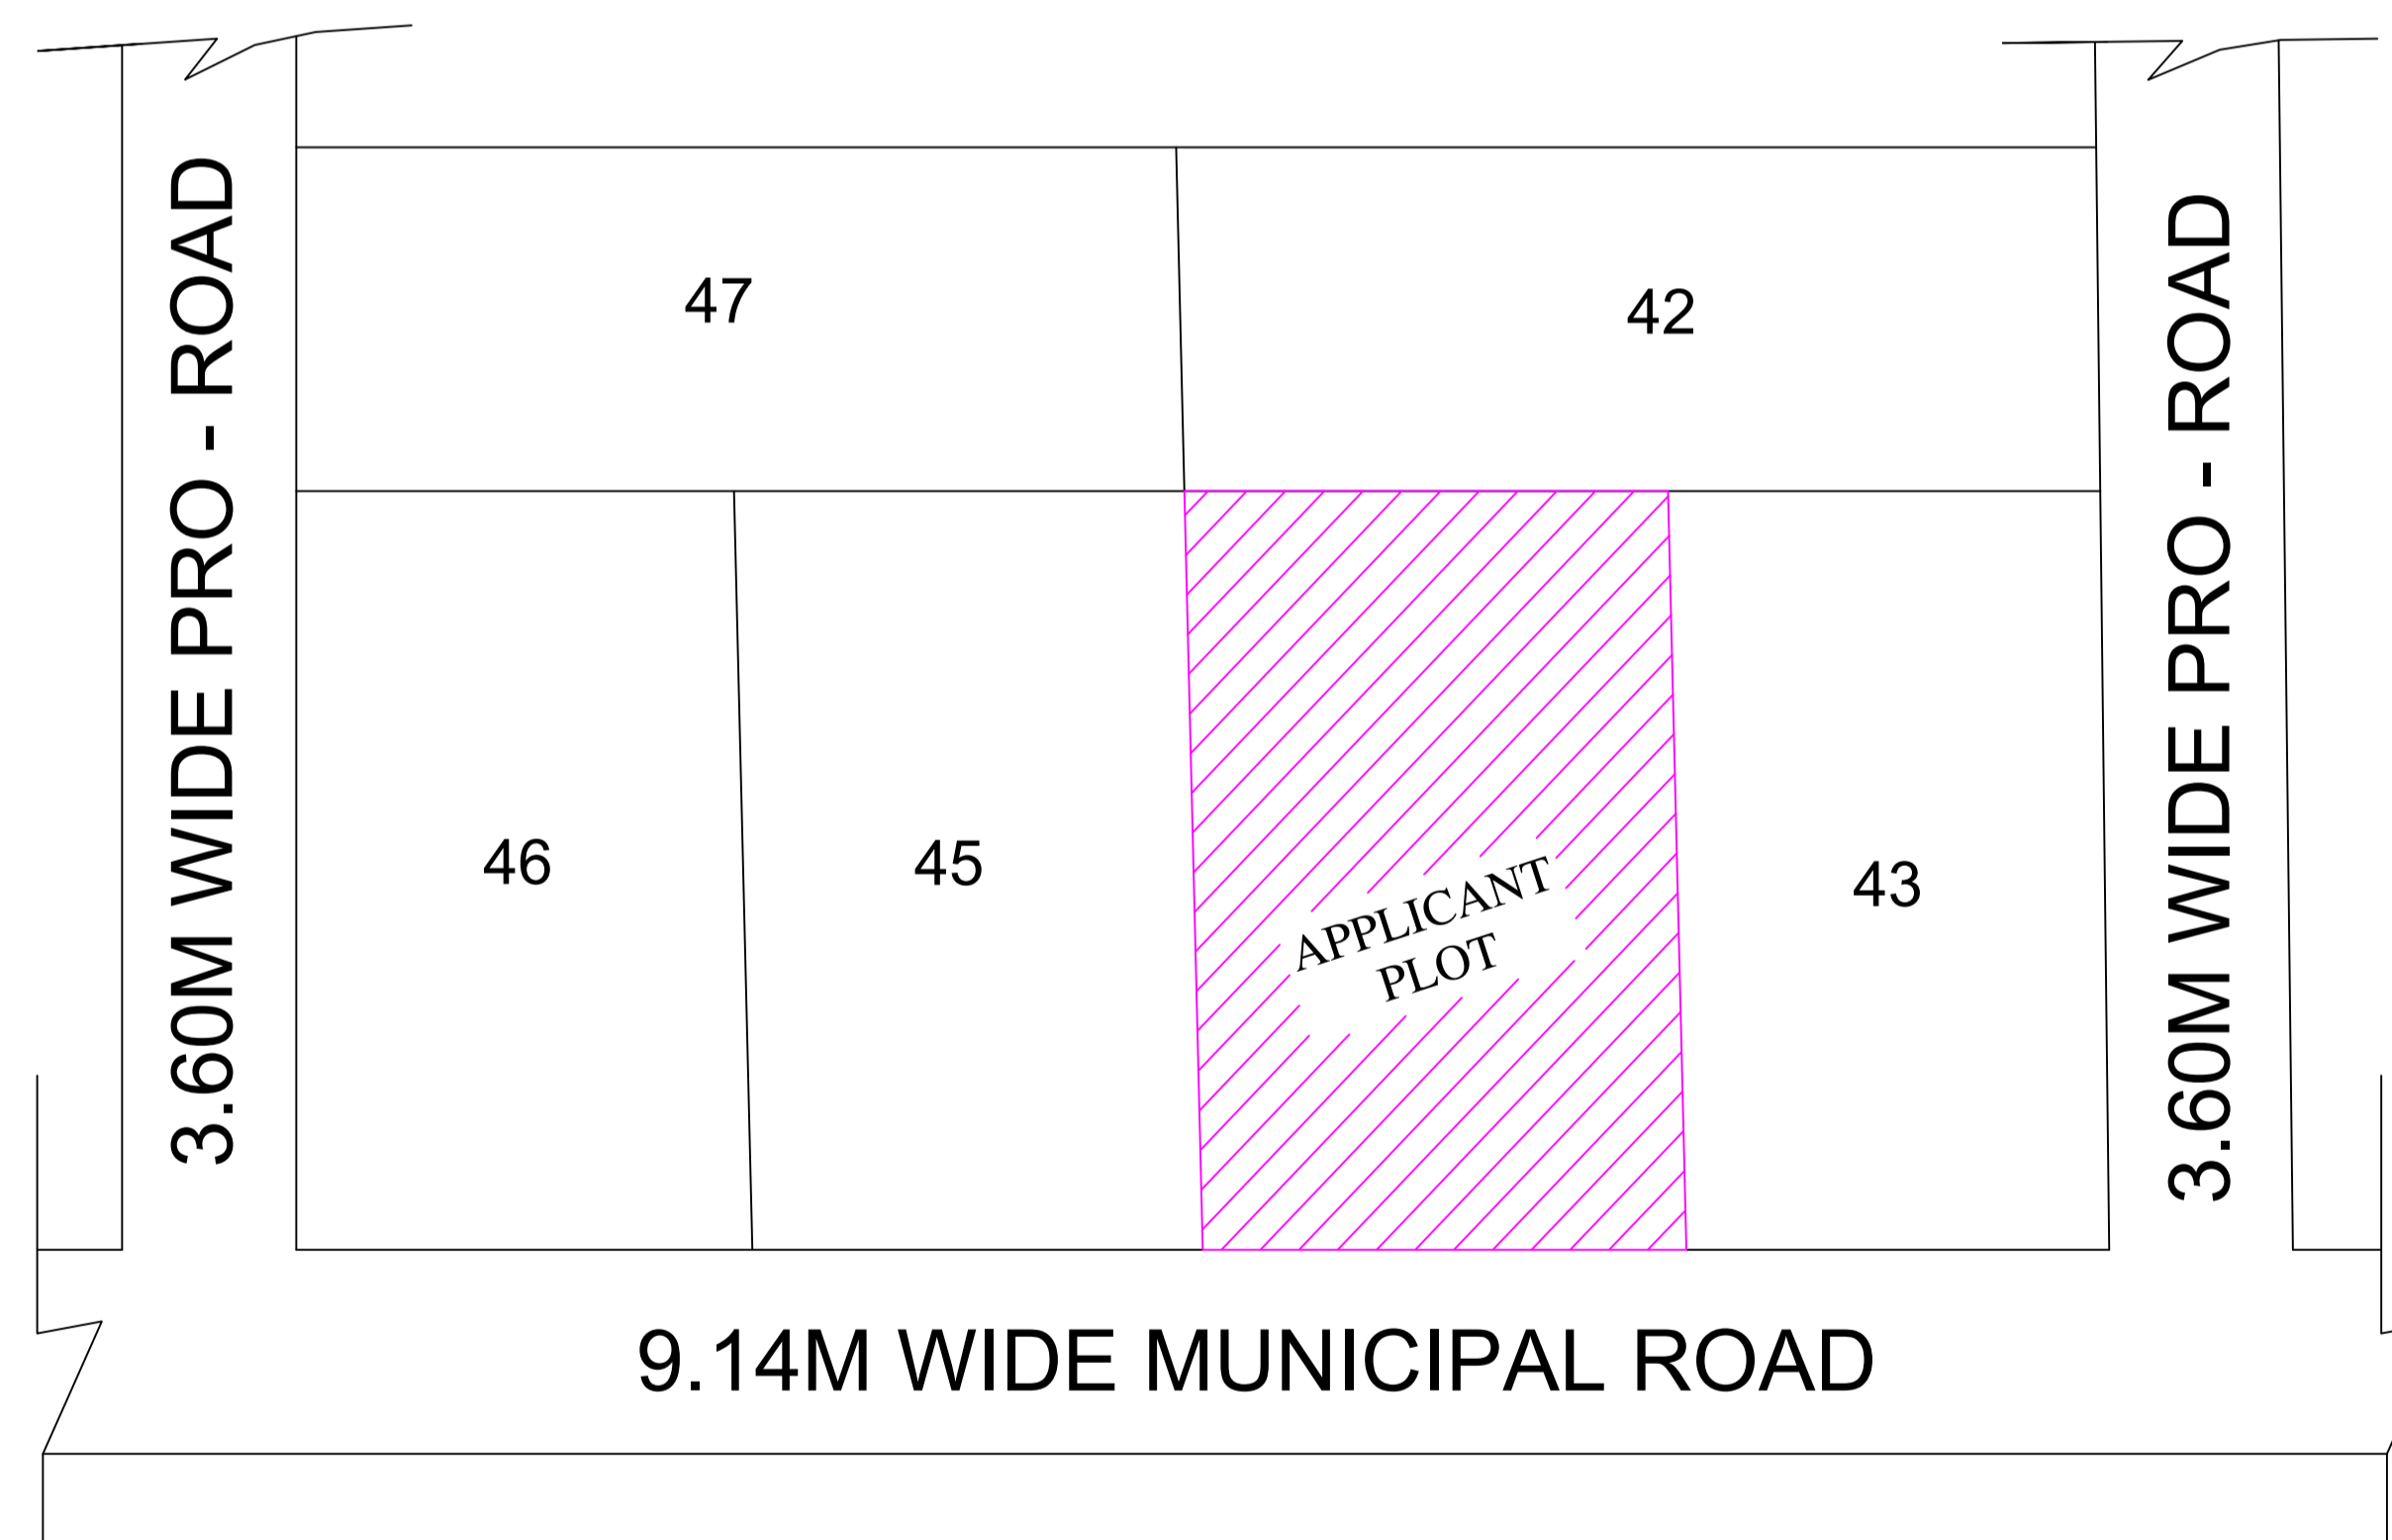 3.60M WIDE PRO - ROAD
47
42
3.60M WIDE PRO - ROAD
46
45
APPLICANT
PLOT
43
9.14M WIDE MUNICIPAL ROAD